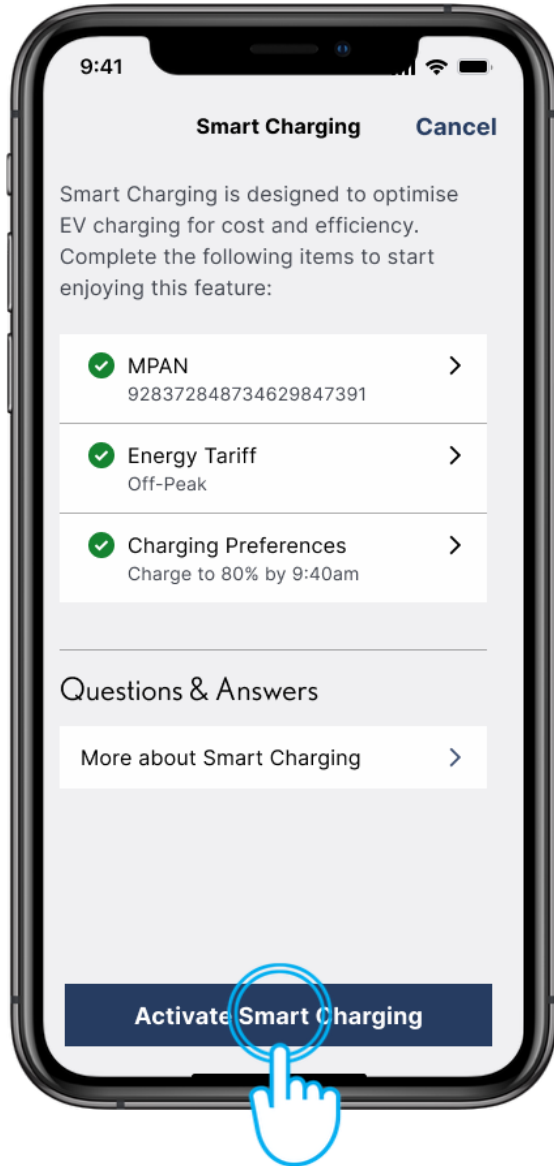 9:41
Smart Charging Cancel
Smart Charging is designed to optimise
EV charging for cost and efficiency.
Complete the following items to start
enjoying this feature:
MPAN
928372848734629847391
Energy Tariff
Off-Peak
Charging Preferences
Charge to 80% by 9:40am
Questions & Answers
More about Smart Charging
Activate Smart Charging